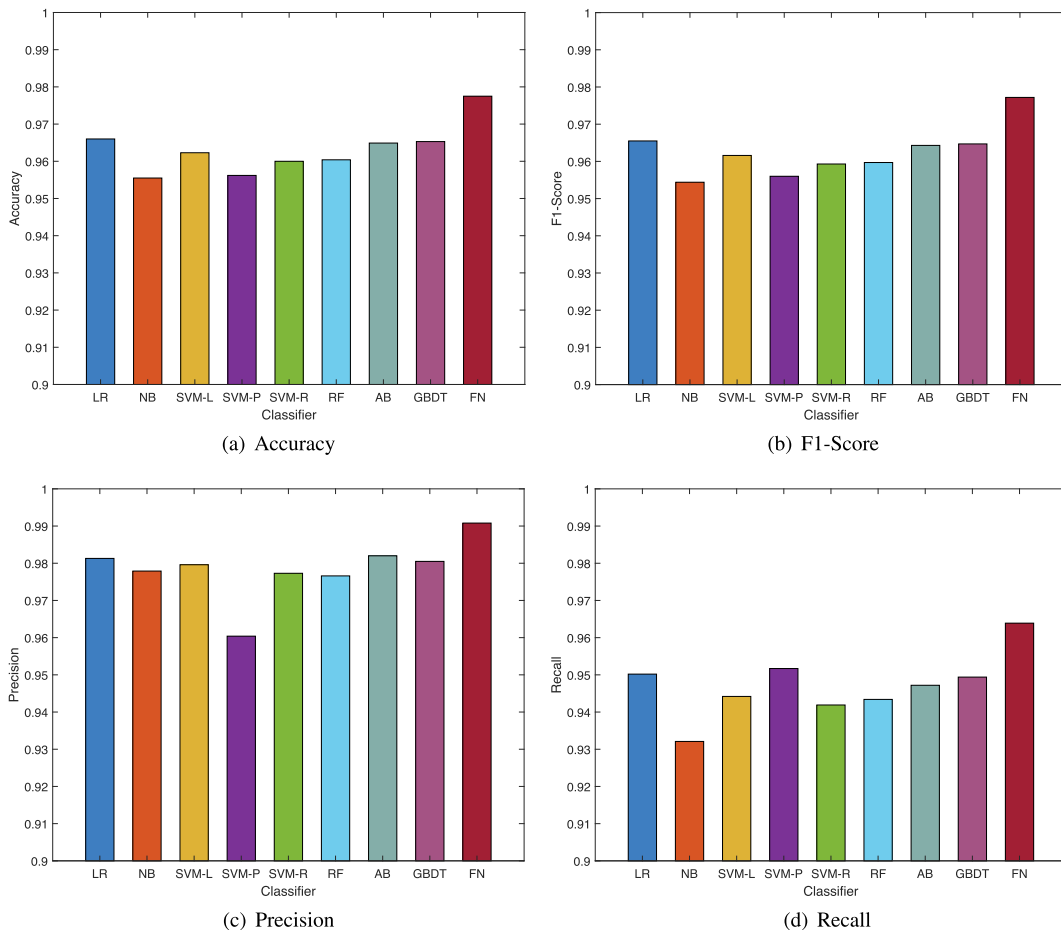 1
0.99
0.98
0.97
0.96
0.95
0.94
0.93
0.92
0.91
0.9
Accuracy
LR NB SVM-L SVM-P SVM-R RF AB GBDT FN
Classifier
(a) Accuracy
1
0.99
0.98
0.97
0.96
0.95
0.94
0.93
0.92
0.91
0.9
F1-Score
LR NB SVM-L SVM-P SVM-R RF AB GBDT FN
Classifier
(b) F1-Score
1
0.99
0.98
0.97
0.96
0.95
0.94
0.93
0.92
0.91
0.9
Precision
LR NB SVM-L SVM-P SVM-R RF AB GBDT FN
Classifier
(c) Precision
1
0.99
0.98
0.97
0.96
0.95
0.94
0.93
0.92
0.91
0.9
Recall
LR NB SVM-L SVM-P SVM-R RF AB GBDT FN
Classifier
(d) Recall